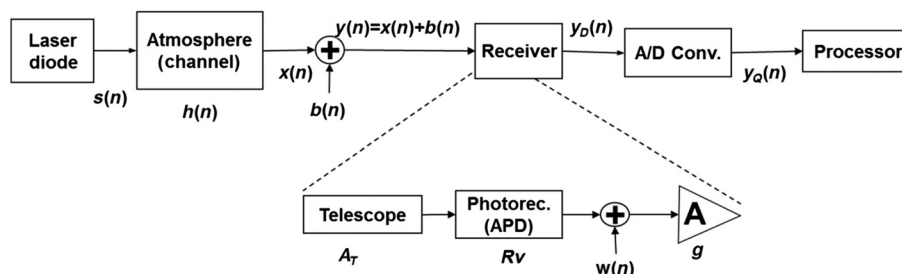 Laser
diode
s(n)
Atmosphere
(channel)
h(n)
x(n)
+
b(n)
y(n)=x(n)+b(n)
Receiver
y_D(n)
A/D Conv.
y_Q(n)
Processor
Telescope
A_T
Photorec.
(APD)
Rv
+
w(n)
A
g